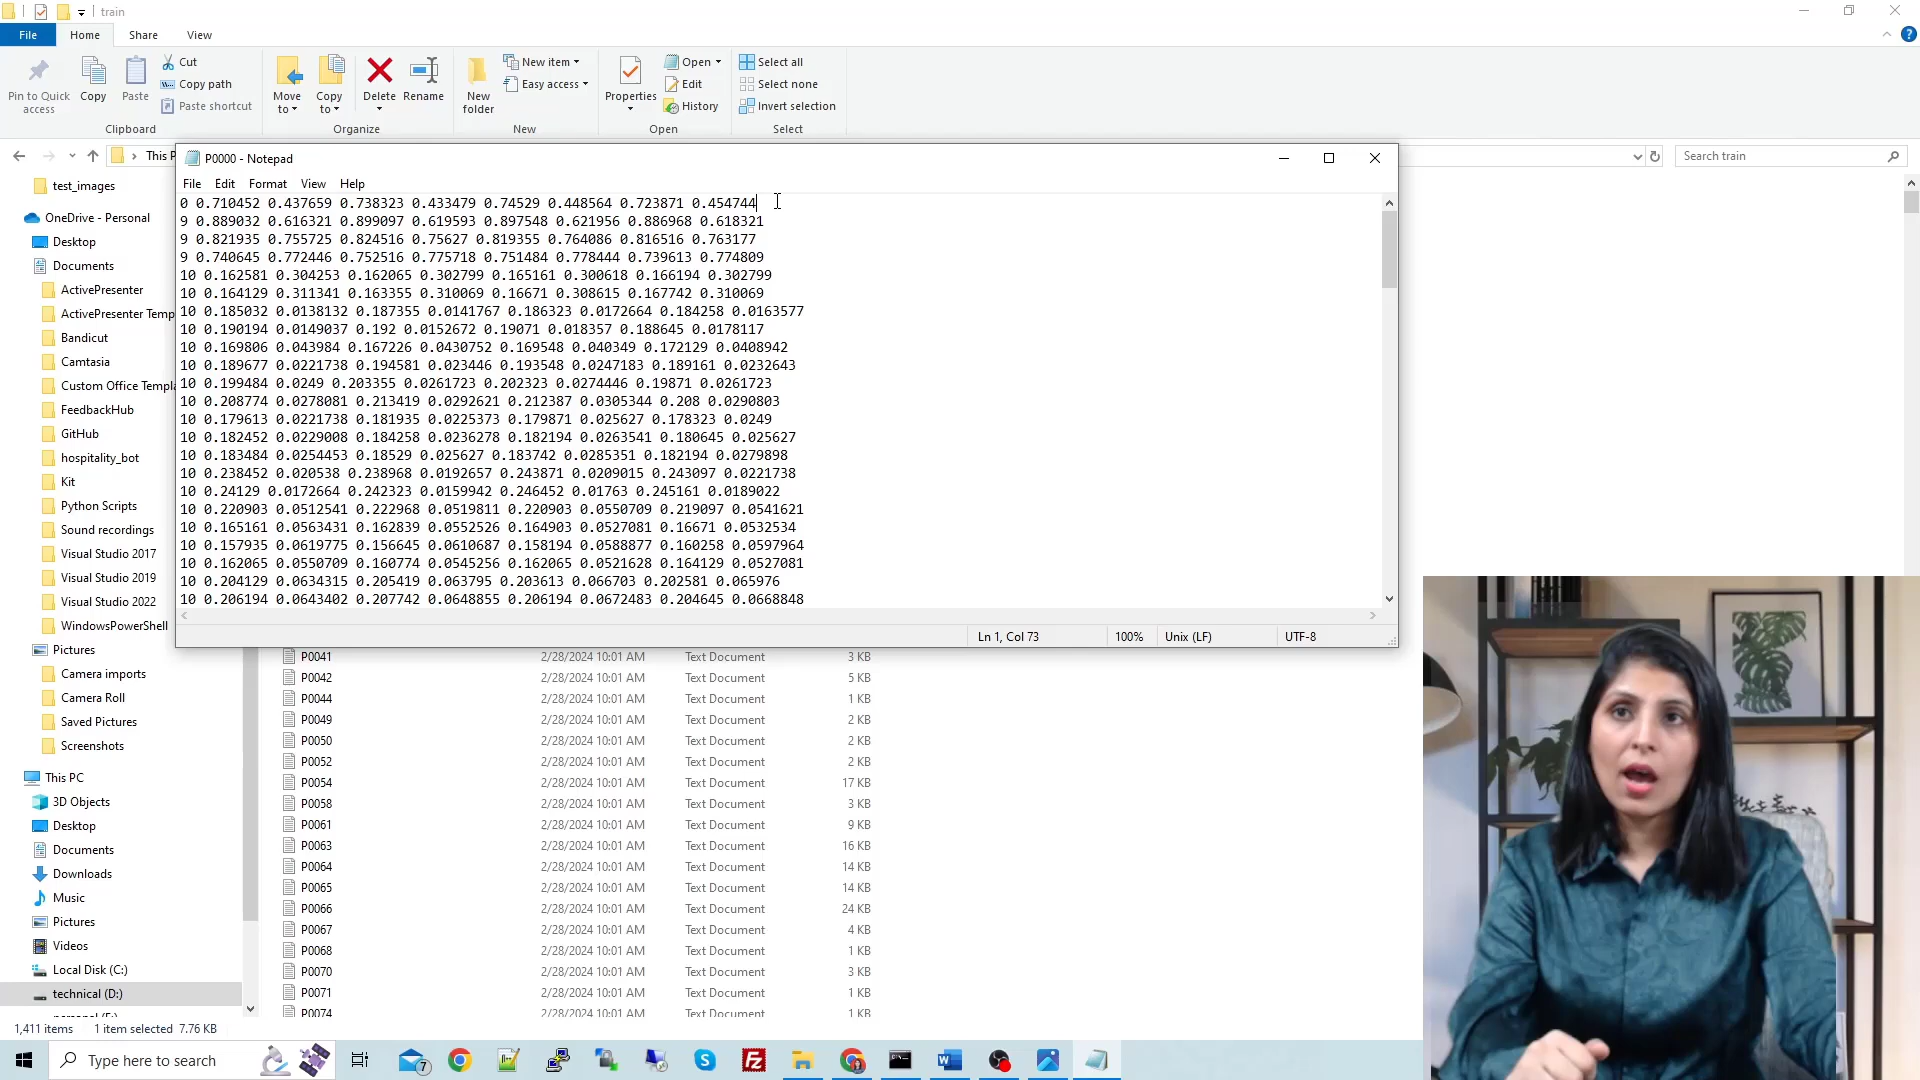 train
File Home Share View
Pin to Quick access
Copy
Paste
Cut
Copy path
Paste shortcut
Clipboard
Move to
Copy to
Delete
Rename
Organize
New folder
New item
Easy access
New
Properties
Open
Edit
History
Open
Select all
Select none
Invert selection
Select
This P
Search train
P0000 - Notepad
File Edit Format View Help
0 0.710452 0.437659 0.738323 0.433479 0.74529 0.448564 0.723871 0.454744
9 0.889032 0.616321 0.899097 0.619593 0.897548 0.621956 0.886968 0.618321
9 0.821935 0.755725 0.824516 0.75627 0.819355 0.764086 0.816516 0.763177
9 0.740645 0.772446 0.752516 0.775718 0.751484 0.778444 0.739613 0.774809
10 0.162581 0.304253 0.162065 0.302799 0.165161 0.300618 0.166194 0.302799
10 0.164129 0.311341 0.163355 0.310069 0.16671 0.308615 0.167742 0.310069
10 0.185032 0.0138132 0.187355 0.0141767 0.186323 0.0172664 0.184258 0.0163577
10 0.190194 0.0149037 0.192 0.0152672 0.19071 0.018357 0.188645 0.0178117
10 0.169806 0.043984 0.167226 0.0430752 0.169548 0.040349 0.172129 0.0408942
10 0.189677 0.0221738 0.194581 0.023446 0.193548 0.0247183 0.189161 0.0232643
10 0.199484 0.0249 0.203355 0.0261723 0.202323 0.0274446 0.19871 0.0261723
10 0.208774 0.0278081 0.213419 0.0292621 0.212387 0.0305344 0.208 0.0290803
10 0.179613 0.0221738 0.181935 0.0225373 0.179871 0.025627 0.178323 0.0249
10 0.182452 0.0229008 0.184258 0.0236278 0.182194 0.0263541 0.180645 0.025627
10 0.183484 0.0254453 0.18529 0.025627 0.183742 0.0285351 0.182194 0.0279898
10 0.238452 0.020538 0.238968 0.0192657 0.243871 0.0209015 0.243097 0.0221738
10 0.24129 0.0172664 0.242323 0.0159942 0.246452 0.01763 0.245161 0.0189022
10 0.220903 0.0512541 0.222968 0.0519811 0.220903 0.0550709 0.219097 0.0541621
10 0.165161 0.0563431 0.162839 0.0552526 0.164903 0.0527081 0.16671 0.0532534
10 0.157935 0.0619775 0.156645 0.0610687 0.158194 0.0588877 0.160258 0.0597964
10 0.162065 0.0550709 0.160774 0.0545256 0.162065 0.0521628 0.164129 0.0527081
10 0.204129 0.0634315 0.205419 0.063795 0.203613 0.066703 0.202581 0.065976
10 0.206194 0.0643402 0.207742 0.0648855 0.206194 0.0672483 0.204645 0.0668848
Ln 1, Col 73 100% Unix (LF) UTF-8
test_images
OneDrive - Personal
Desktop
Documents
ActivePresenter
ActivePresenter Temp
Bandicut
Camtasia
Custom Office Templ
FeedbackHub
GitHub
hospitality_bot
Kit
Python Scripts
Sound recordings
Visual Studio 2017
Visual Studio 2019
Visual Studio 2022
WindowsPowerShell
Pictures
Camera imports
Camera Roll
Saved Pictures
Screenshots
This PC
3D Objects
Desktop
Documents
Downloads
Music
Pictures
Videos
Local Disk (C:)
technical (D:)
P0041 2/28/2024 10:01 AM Text Document 3 KB
P0042 2/28/2024 10:01 AM Text Document 5 KB
P0044 2/28/2024 10:01 AM Text Document 1 KB
P0049 2/28/2024 10:01 AM Text Document 2 KB
P0050 2/28/2024 10:01 AM Text Document 2 KB
P0052 2/28/2024 10:01 AM Text Document 2 KB
P0054 2/28/2024 10:01 AM Text Document 17 KB
P0058 2/28/2024 10:01 AM Text Document 3 KB
P0061 2/28/2024 10:01 AM Text Document 9 KB
P0063 2/28/2024 10:01 AM Text Document 16 KB
P0064 2/28/2024 10:01 AM Text Document 14 KB
P0065 2/28/2024 10:01 AM Text Document 14 KB
P0066 2/28/2024 10:01 AM Text Document 24 KB
P0067 2/28/2024 10:01 AM Text Document 4 KB
P0068 2/28/2024 10:01 AM Text Document 1 KB
P0070 2/28/2024 10:01 AM Text Document 3 KB
P0071 2/28/2024 10:01 AM Text Document 1 KB
P0074 2/28/2024 10:01 AM Text Document 1 KB
1,411 items 1 item selected 7.76 KB
Type here to search
7